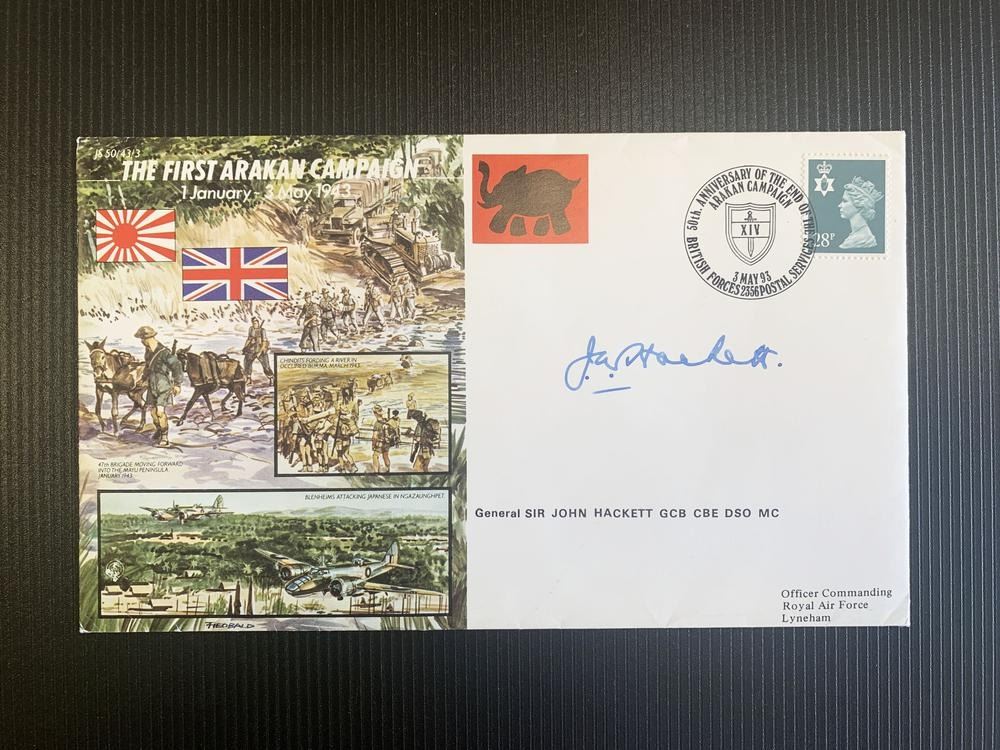 JS 50/43/3
THE FIRST ARAKAN CAMPAIGN
1 January - 3 May 1943
CHINDITS FORDING A RIVER IN
OCCUPIED BURMA, MARCH 1943.
47th BRIGADE MOVING FORWARD
INTO THE MAYU PENINSULA
JANUARY 1943.
BLENHEIMS ATTACKING JAPANESE IN NGAZAUNGHPET.
THEOBALD
50th. ANNIVERSARY OF THE END OF THE
ARAKAN CAMPAIGN
XIV
3 MAY 93
BRITISH FORCES 2356 POSTAL SERVICES
28P
J.W. Hackett.
General SIR JOHN HACKETT GCB CBE DSO MC
Officer Commanding
Royal Air Force
Lyneham